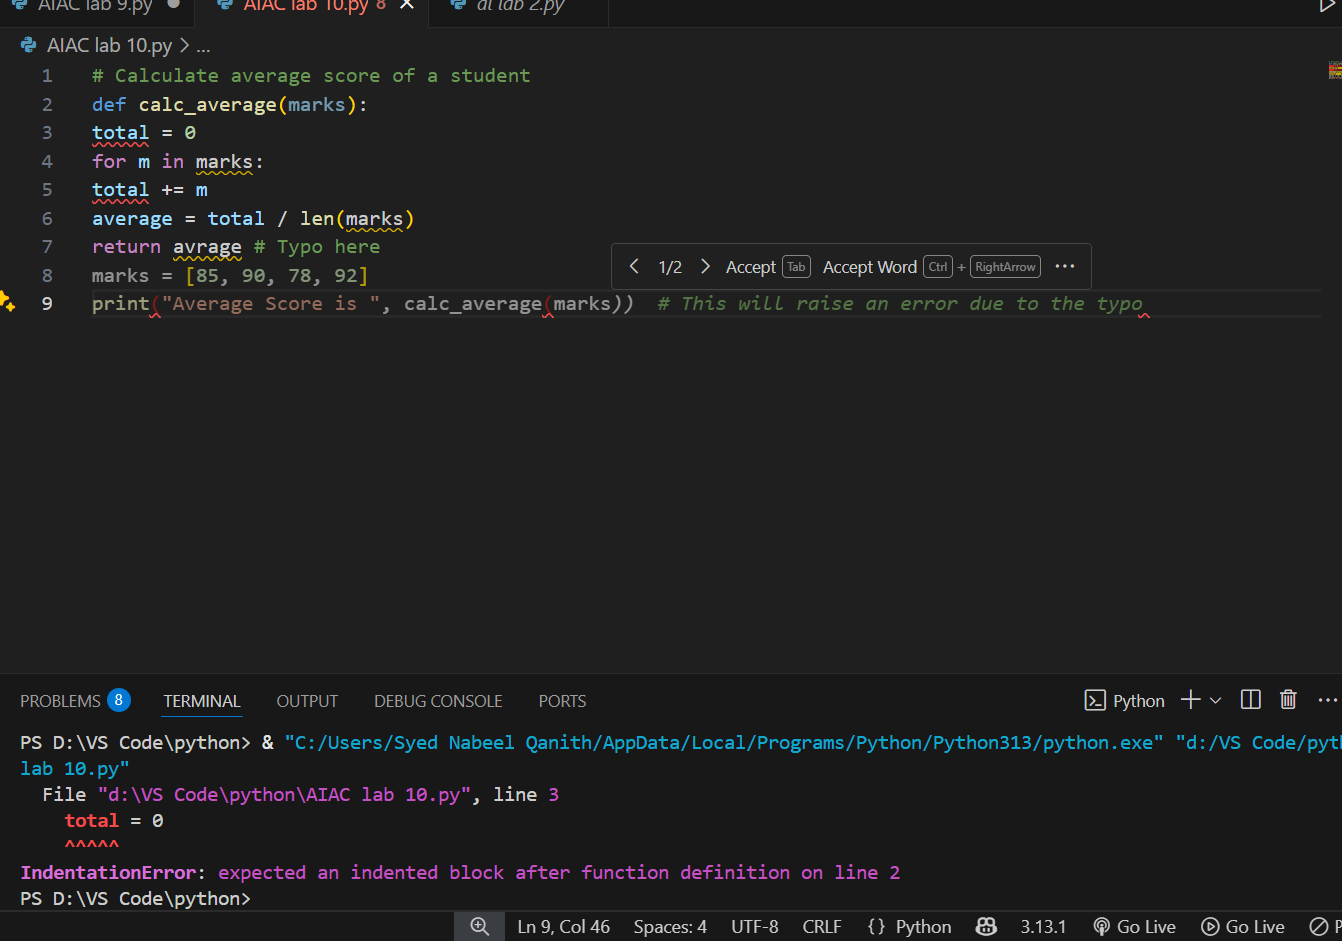 AIAC lab 9.py
AIAC lab 10.py 8
dl lab 2.py
AIAC lab 10.py > ...
1 # Calculate average score of a student
2 def calc_average(marks):
3 total = 0
4 for m in marks:
5 total += m
6 average = total / len(marks)
7 return avrage # Typo here
1/2 Accept Tab Accept Word Ctrl + RightArrow ...
8 marks = [85, 90, 78, 92]
9 print("Average Score is ", calc_average(marks))  # This will raise an error due to the typo
PROBLEMS 8 TERMINAL OUTPUT DEBUG CONSOLE PORTS
Python
PS D:\VS Code\python> & "C:/Users/Syed Nabeel Qanith/AppData/Local/Programs/Python/Python313/python.exe" "d:/VS Code/pyt
lab 10.py"
File "d:\VS Code\python\AIAC lab 10.py", line 3
total = 0
^^^^^
IndentationError: expected an indented block after function definition on line 2
PS D:\VS Code\python>
Ln 9, Col 46 Spaces: 4 UTF-8 CRLF {} Python 3.13.1 Go Live Go Live